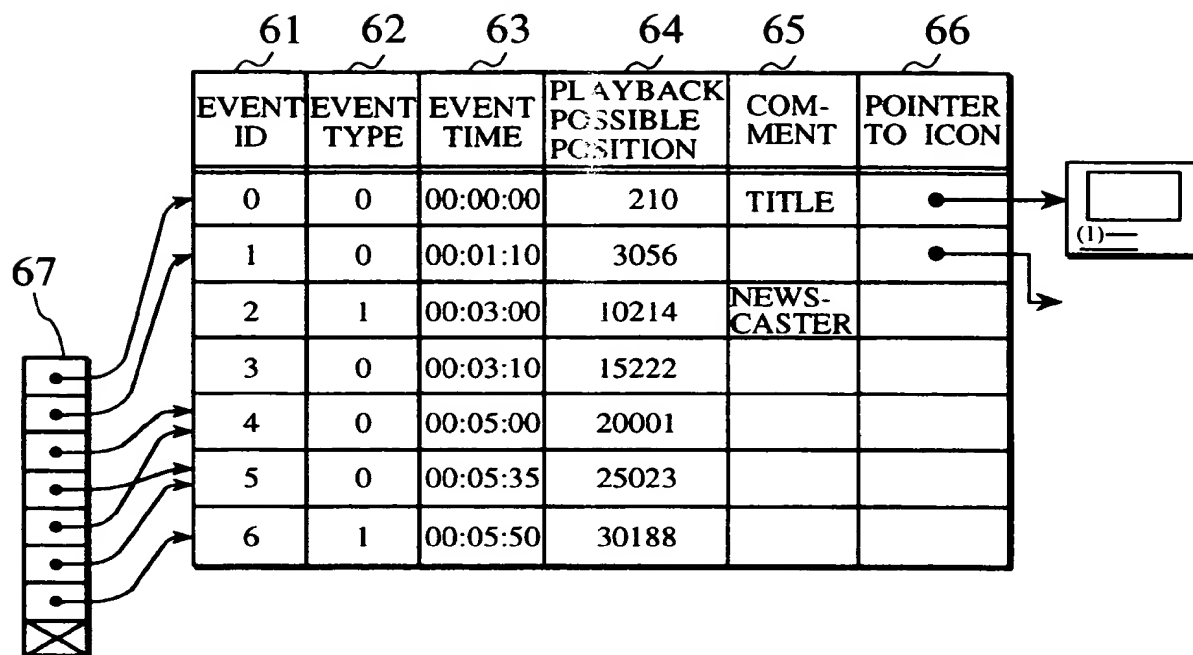 61 62 63 64 65 66
EVENT ID EVENT TYPE EVENT TIME PLAYBACK POSSIBLE POSITION COM-MENT POINTER TO ICON
0 0 00:00:00 210 TITLE
(1)
1 0 00:01:10 3056
67
2 1 00:03:00 10214 NEWS-CASTER
3 0 00:03:10 15222
4 0 00:05:00 20001
5 0 00:05:35 25023
6 1 00:05:50 30188